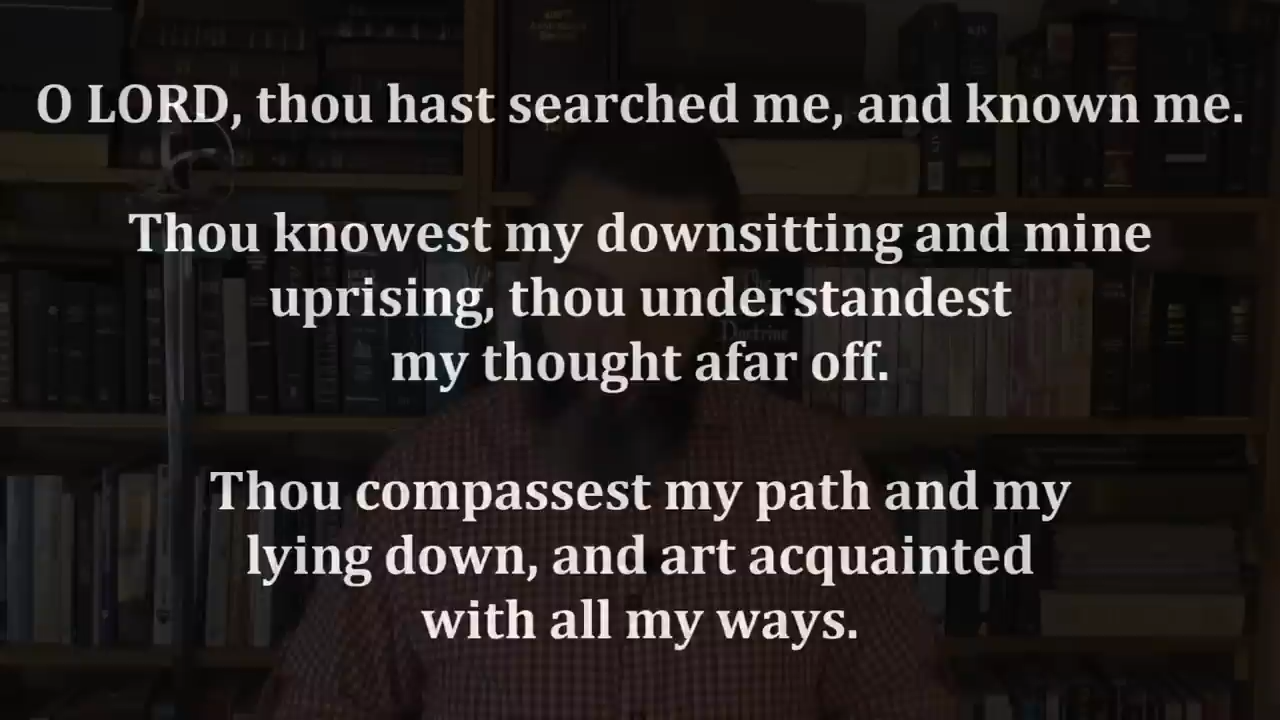 O LORD, thou hast searched me, and known me.
Thou knowest my downsitting and mine
uprising, thou understandest
my thought afar off.
Thou compassest my path and my
lying down, and art acquainted
with all my ways.
Doctrine